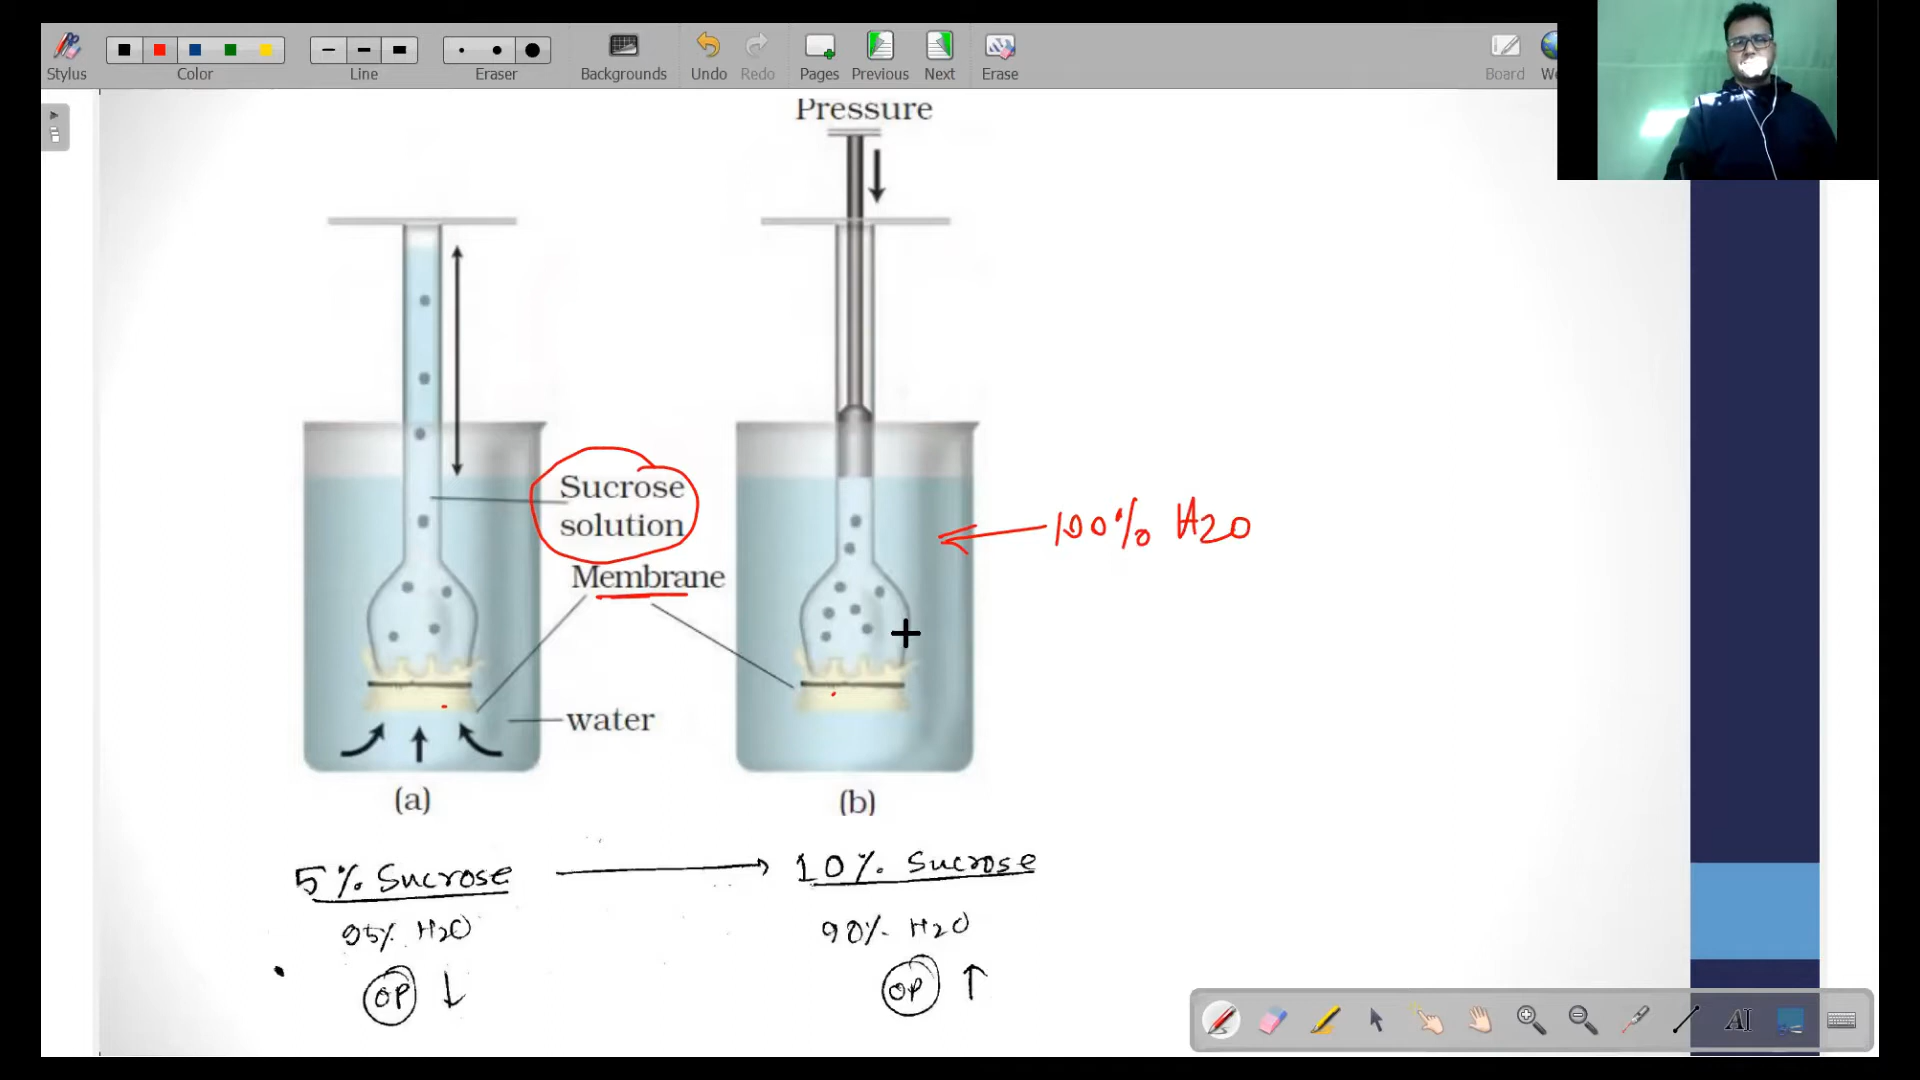 Stylus
Color
Line
Eraser
Backgrounds
Undo
Redo
Pages
Previous
Next
Erase
Board
Pressure
Sucrose
solution
Membrane
water
100% H2O
(a)
(b)
5% Sucrose
10% Sucrose
95% H2O
90% H2O
OP
OP
AI